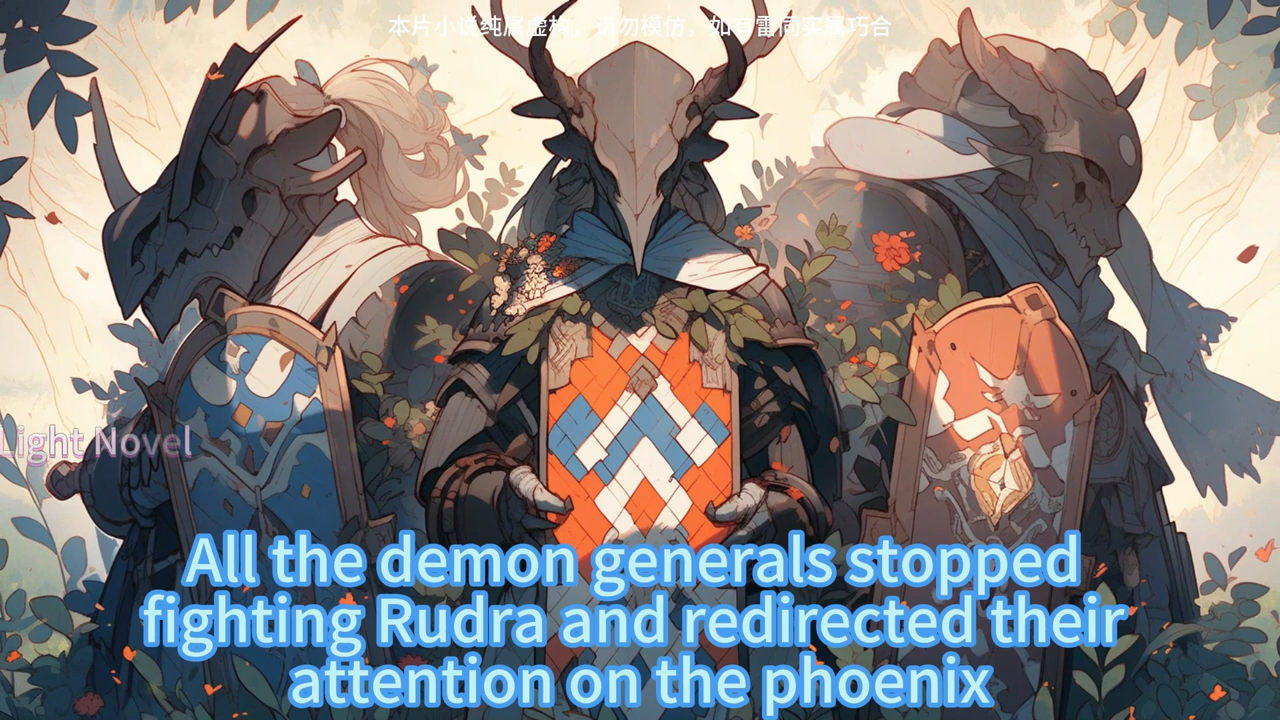 本片小说纯属虚构，请勿模仿，如有雷同实属巧合
Light Novel
All the demon generals stopped
fighting Rudra and redirected their
attention on the phoenix